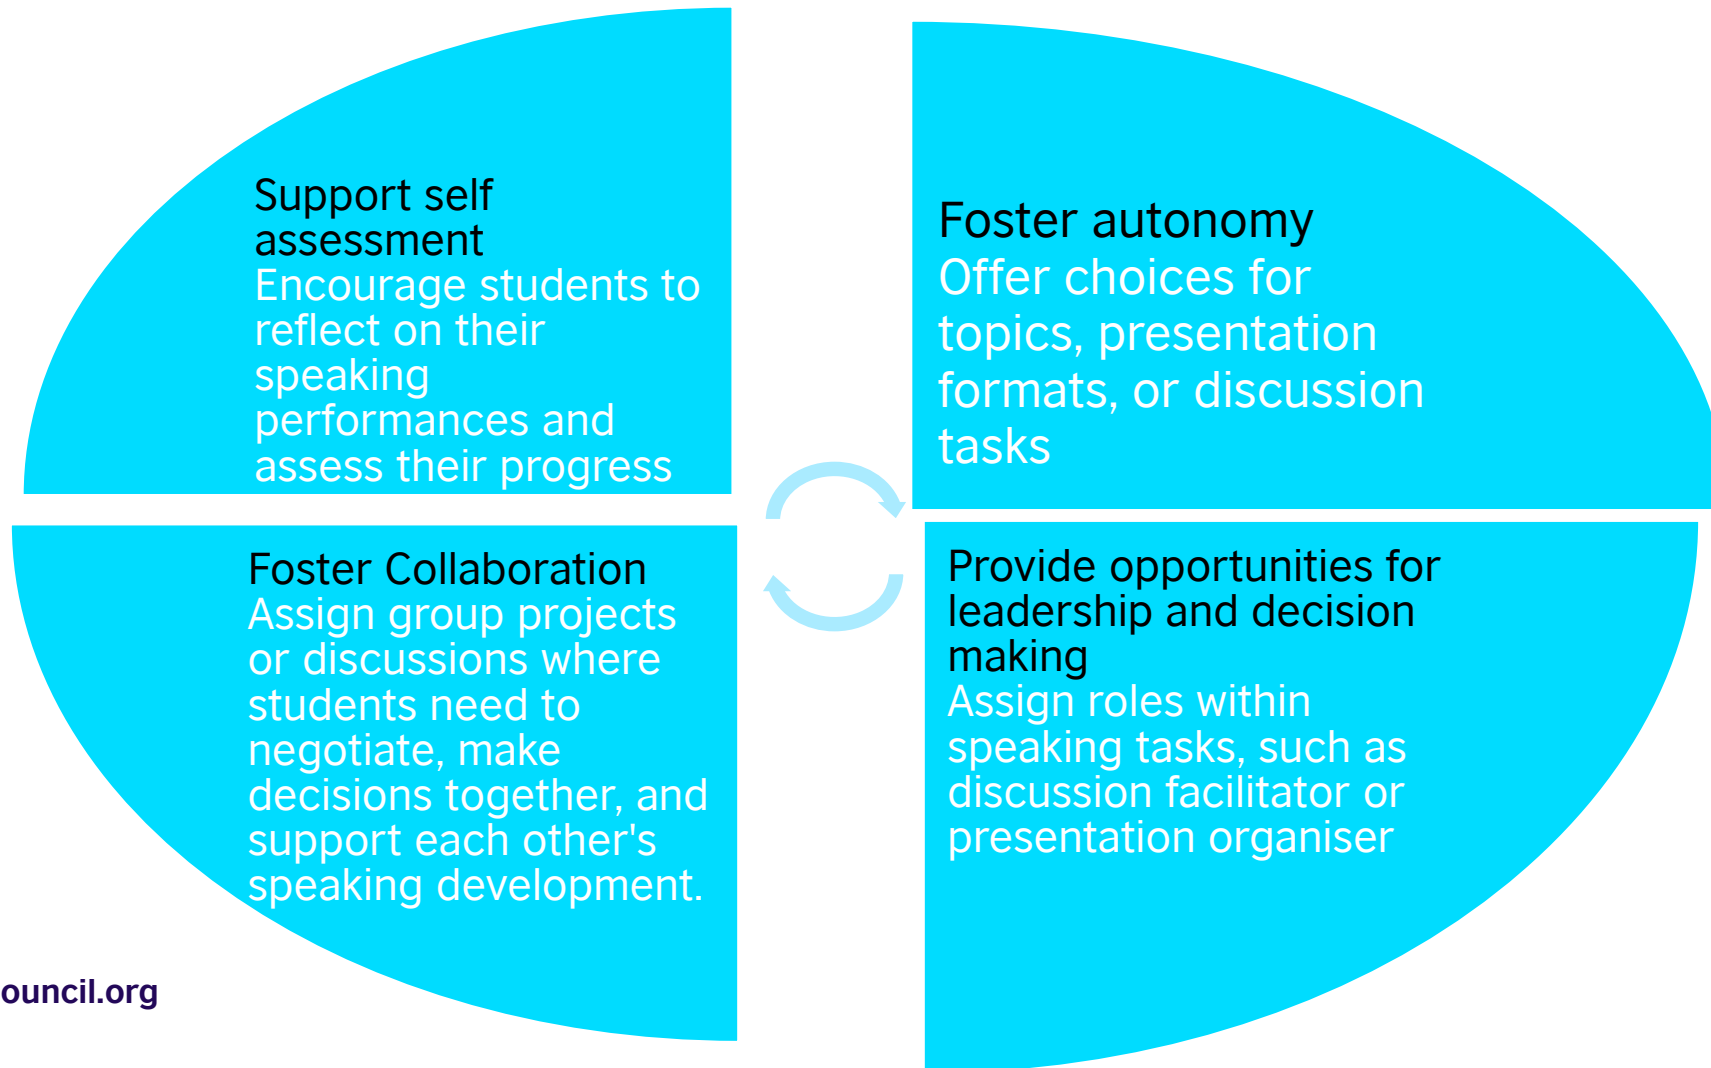 Support self
assessment
Encourage students to
reflect on their
speaking
performances and
assess their progress
Foster autonomy
Offer choices for
topics, presentation
formats, or discussion
tasks
Foster Collaboration
Assign group projects
or discussions where
students need to
negotiate, make
decisions together, and
support each other's
speaking development.
Provide opportunities for
leadership and decision
making
Assign roles within
speaking tasks, such as
discussion facilitator or
presentation organiser
ouncil.org